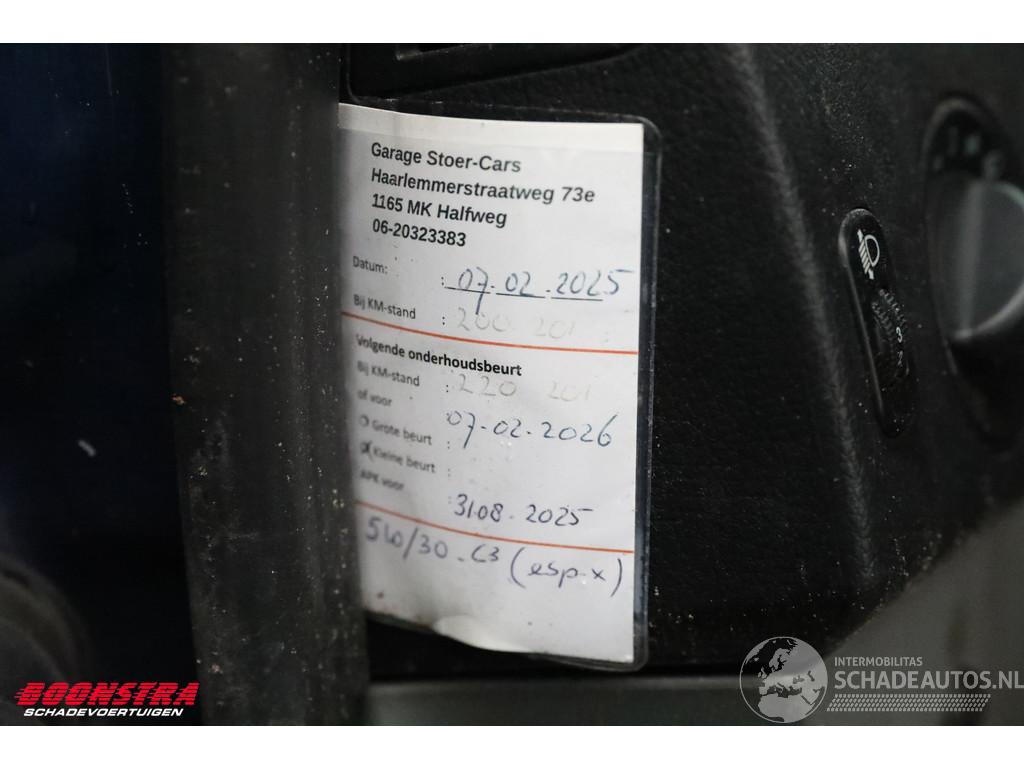 Garage Stoer-Cars
Haarlemmerstraatweg 73e
1165 MK Halfweg
06-20323383
Datum: : 07-02-2025
Bij KM-stand : 200 201
Volgende onderhoudsbeurt
Bij KM-stand : 220 201
of voor 07-02-2026
Grote beurt :
Kleine beurt :
APK voor : 31-08-2025
5W/30-C3 (esp-x)
BOONSTRA
SCHADEVOERTUIGEN
INTERMOBILITAS
SCHADEAUTOS.NL